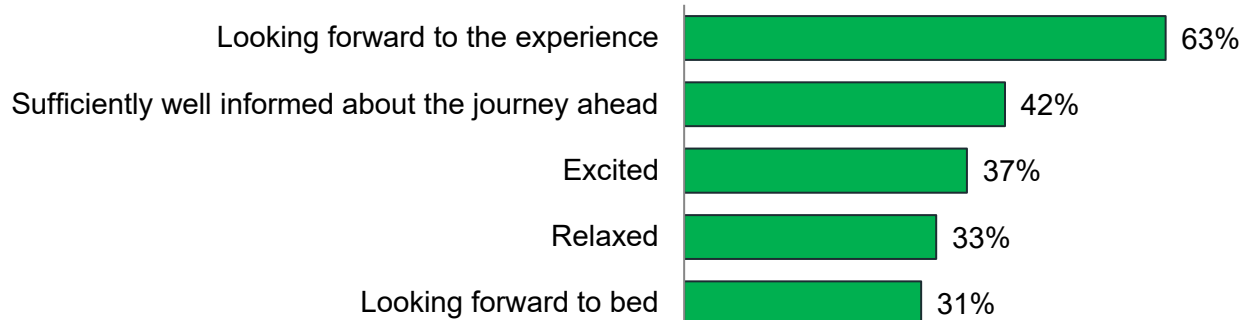 Looking forward to the experience 63%
Sufficiently well informed about the journey ahead 42%
Excited 37%
Relaxed 33%
Looking forward to bed 31%